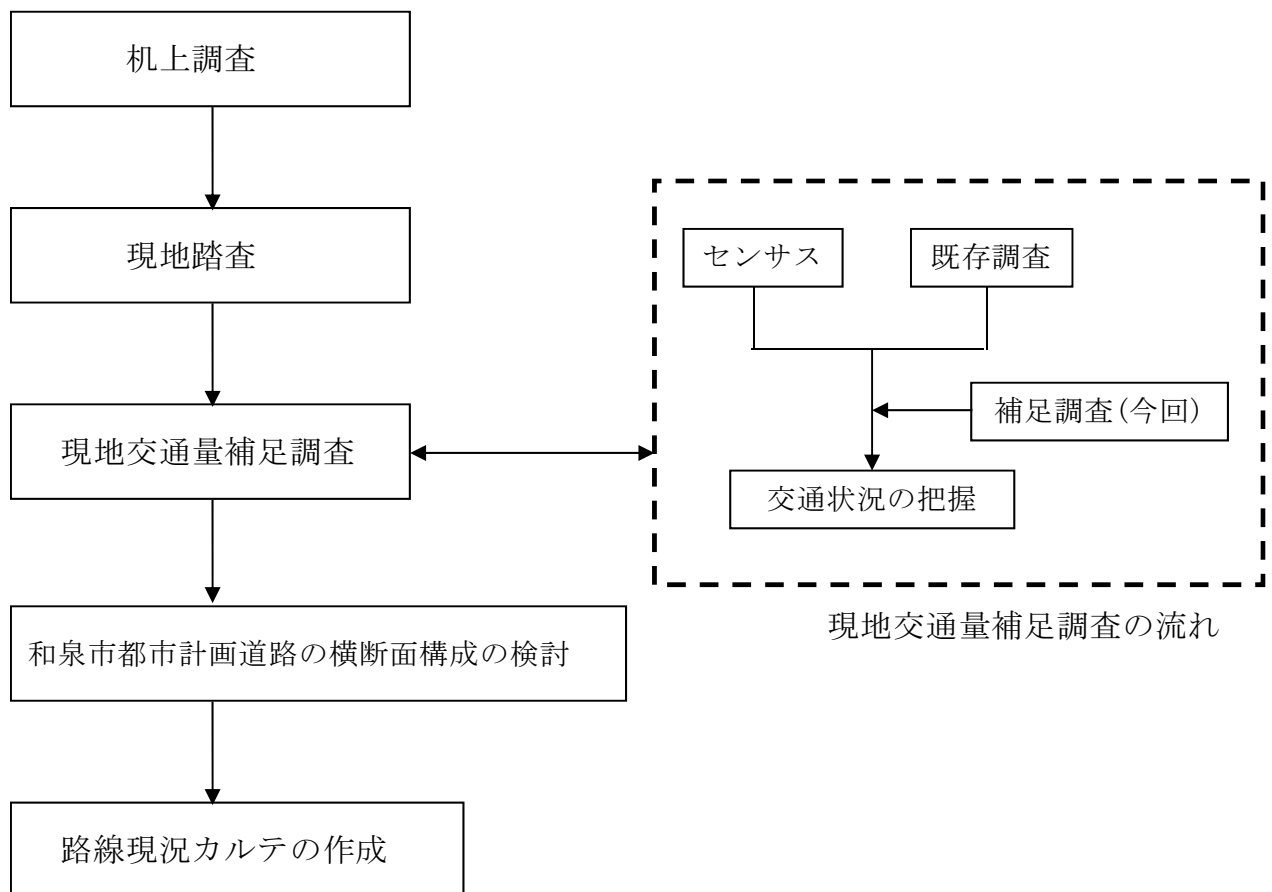 机上調査
現地踏査
現地交通量補足調査
和泉市都市計画道路の横断面構成の検討
路線現況カルテの作成
センサス
既存調査
補足調査(今回)
交通状況の把握
現地交通量補足調査の流れ